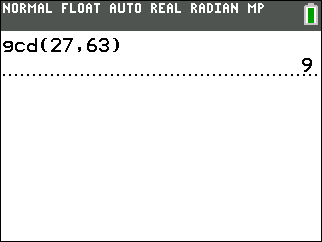 NORMAL FLOAT AUTO REAL RADIAN MP
gcd(27,63)
9